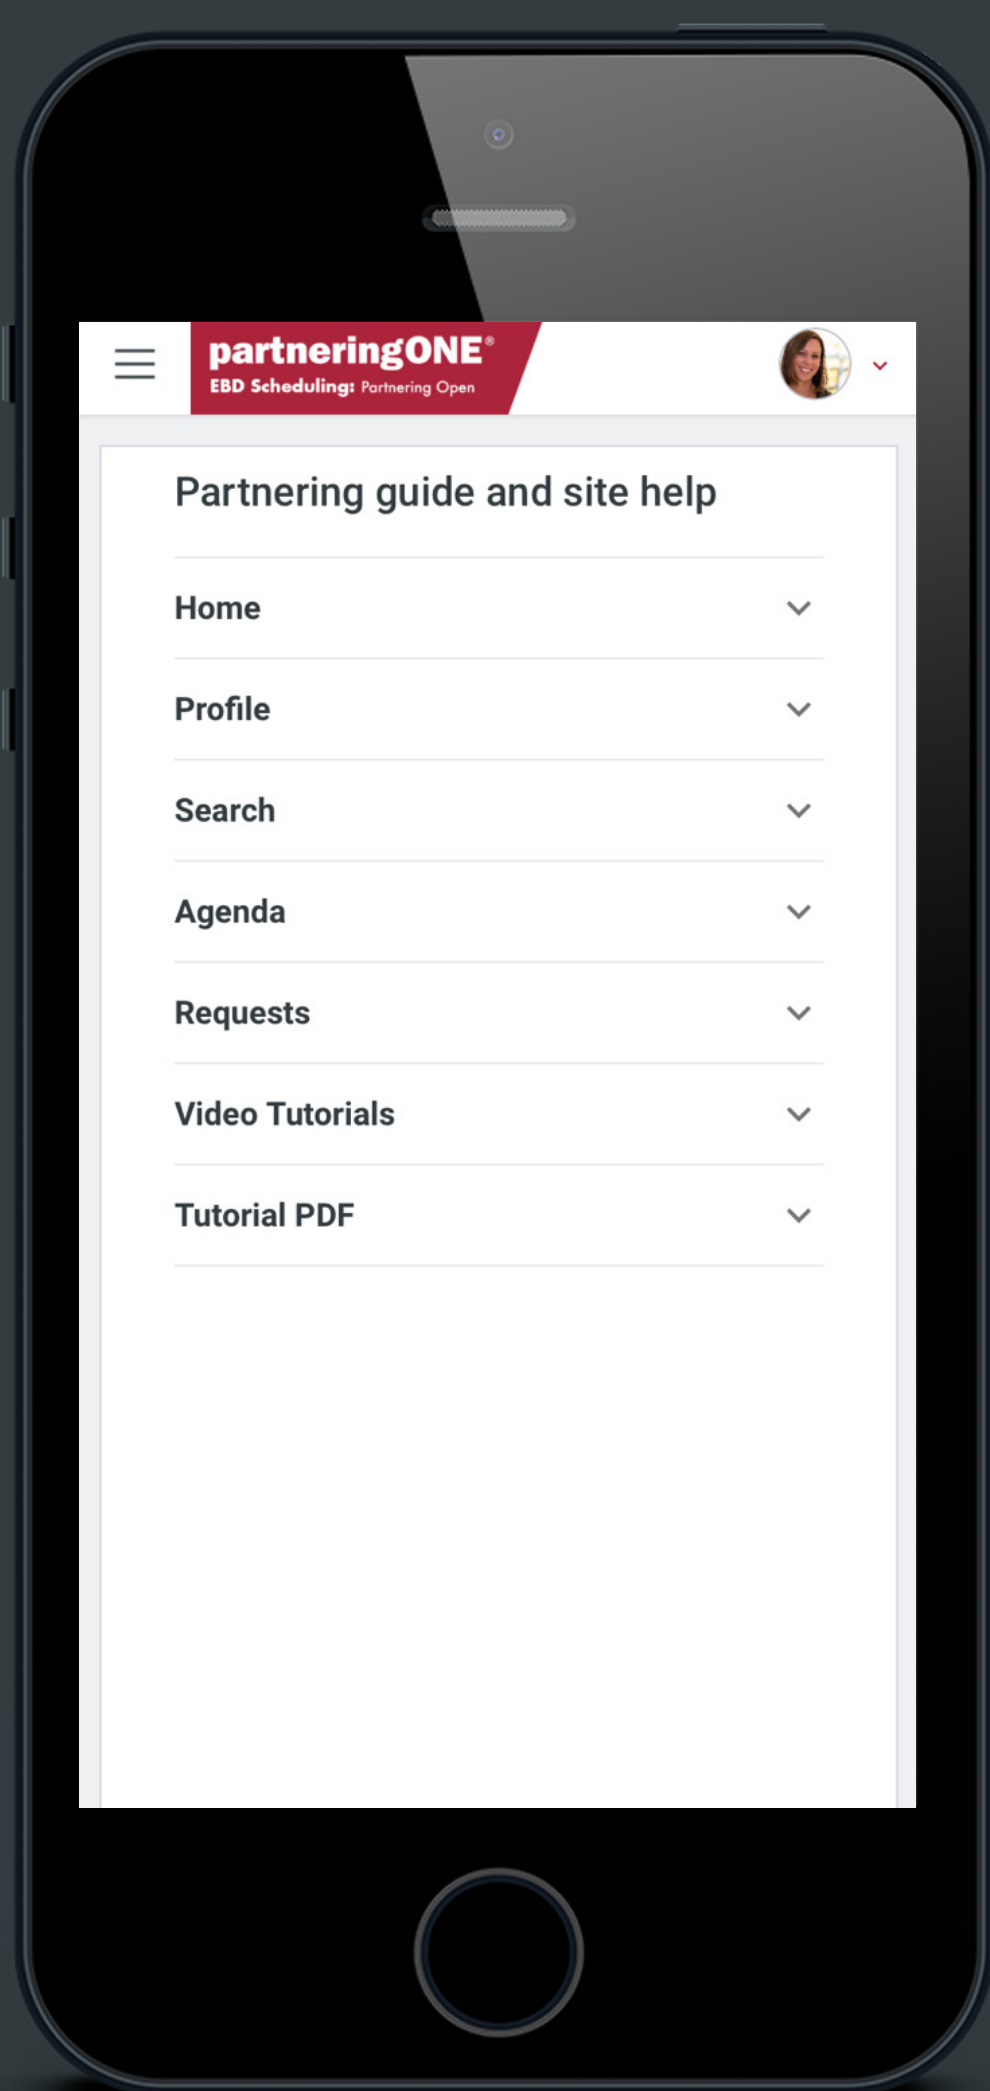 partneringONE®
EBD Scheduling: Partnering Open
Partnering guide and site help
Home
Profile
Search
Agenda
Requests
Video Tutorials
Tutorial PDF